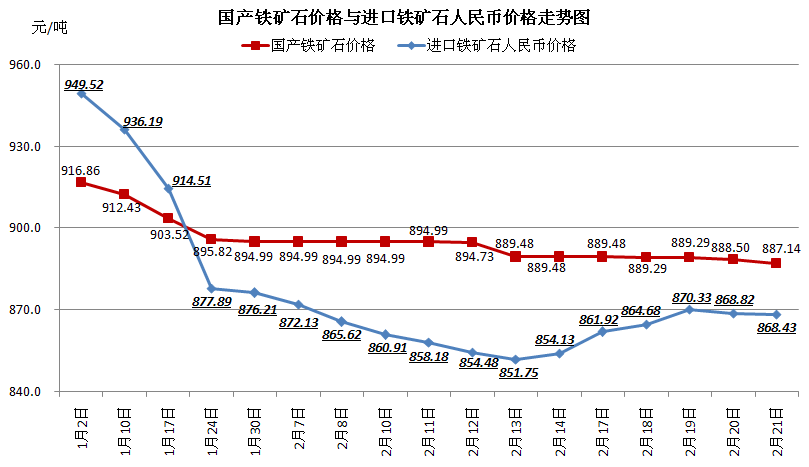 国产铁矿石价格与进口铁矿石人民币价格走势图
元/吨
国产铁矿石价格 进口铁矿石人民币价格
960.0
930.0
900.0
870.0
840.0
949.52 936.19 914.51 877.89 876.21 872.13 865.62 860.91 858.18 854.48 851.75 854.13 861.92 864.68 870.33 868.82 868.43
916.86 912.43 903.52 895.82 894.99 894.99 894.99 894.99 894.99 894.73 889.48 889.48 889.48 889.29 889.29 888.50 887.14
1月2日
1月10日
1月17日
1月24日
1月30日
2月7日
2月8日
2月10日
2月11日
2月12日
2月13日
2月14日
2月17日
2月18日
2月19日
2月20日
2月21日